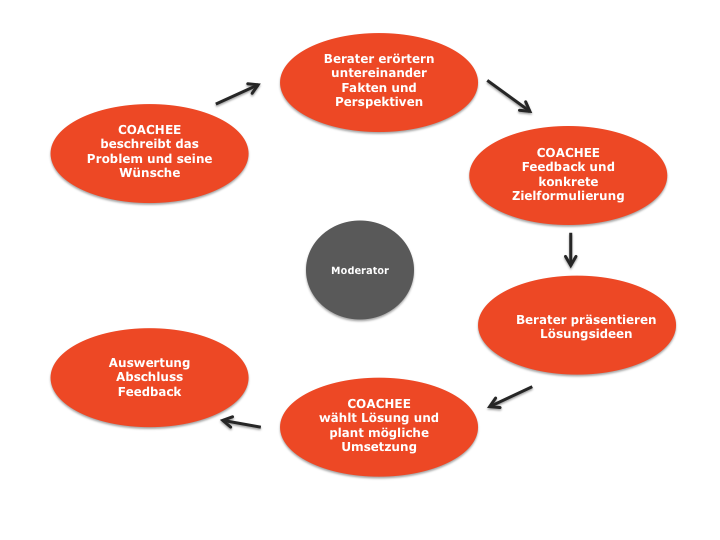 COACHEE
beschreibt das
Problem und seine
Wünsche
Berater erörtern
untereinander
Fakten und
Perspektiven
COACHEE
Feedback und
konkrete
Zielformulierung
Berater präsentieren
Lösungsideen
COACHEE
wählt Lösung und
plant mögliche
Umsetzung
Auswertung
Abschluss
Feedback
Moderator